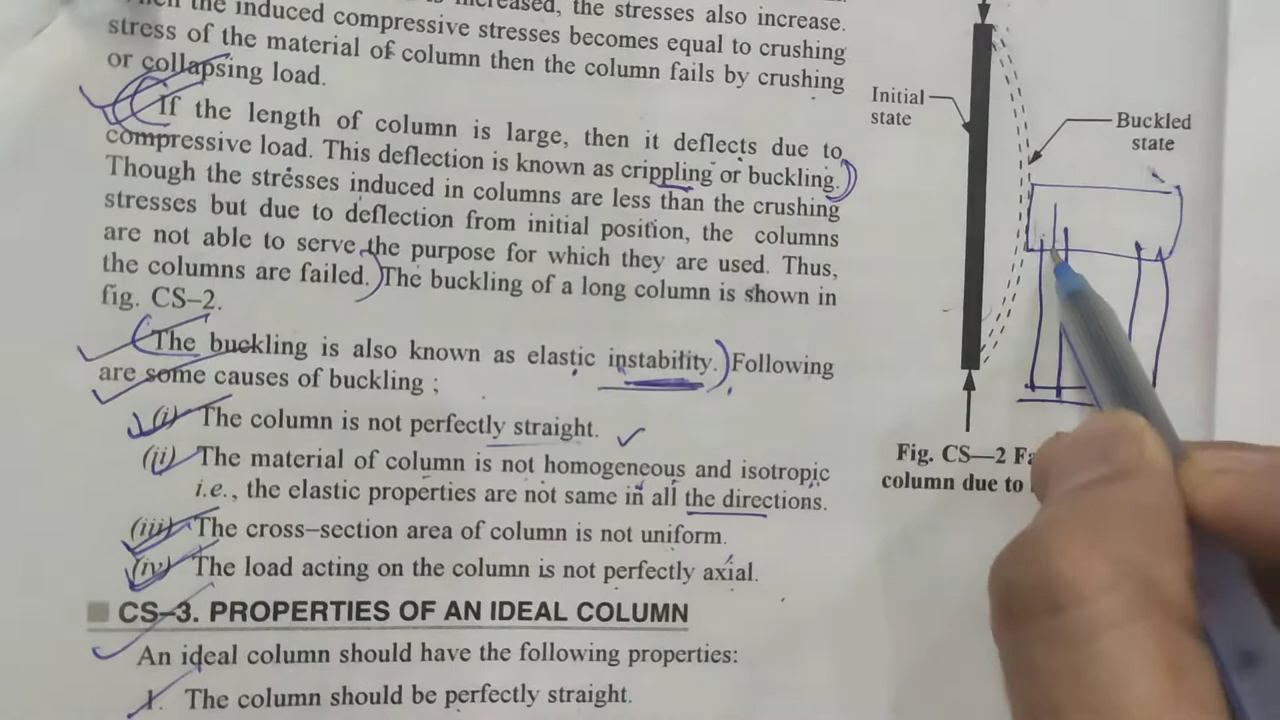 increased, the stresses also increase.
the induced compressive stresses becomes equal to crushing
stress of the material of column then the column fails by crushing
or collapsing load.
If the length of column is large, then it deflects due to
compressive load. This deflection is known as crippling or buckling.
Though the stresses induced in columns are less than the crushing
stresses but due to deflection from initial position, the columns
are not able to serve the purpose for which they are used. Thus,
the columns are failed. The buckling of a long column is shown in
fig. CS–2.
The buckling is also known as elastic instability. Following
are some causes of buckling ;
(i) The column is not perfectly straight.
(ii) The material of column is not homogeneous and isotropic
i.e., the elastic properties are not same in all the directions.
(iii) The cross–section area of column is not uniform.
(iv) The load acting on the column is not perfectly axial.
CS–3. PROPERTIES OF AN IDEAL COLUMN
An ideal column should have the following properties:
1. The column should be perfectly straight.
Initial
state
Buckled
state
Fig. CS—2
column due to